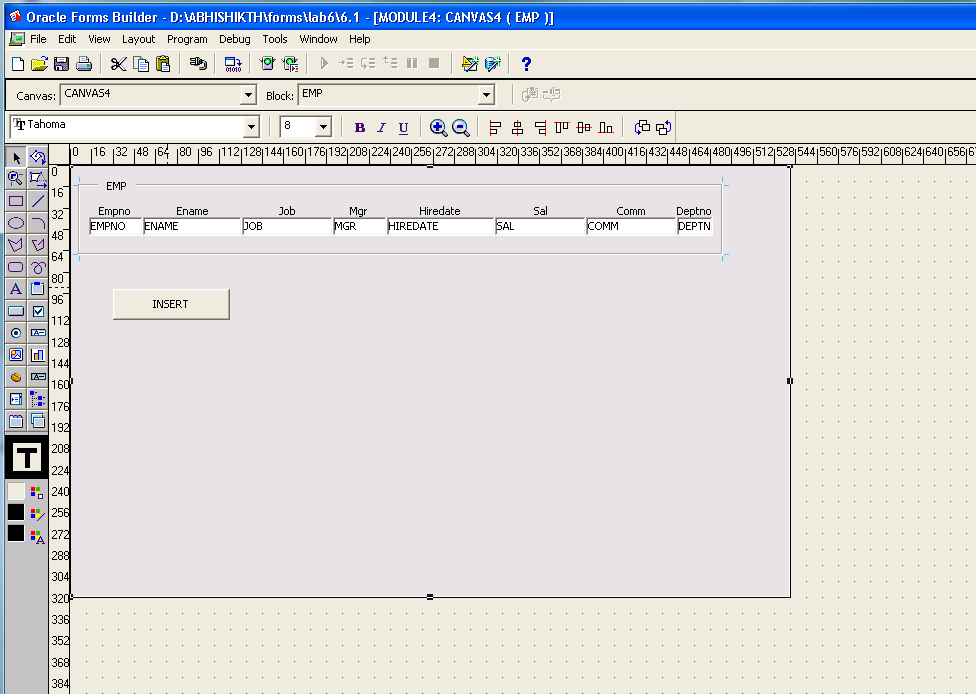 Oracle Forms Builder - D:\ABHISHIKTH\forms\lab6\6.1 - [MODULE4: CANVAS4 ( EMP )]
File Edit View Layout Program Debug Tools Window Help
Canvas: CANVAS4 Block: EMP
Tahoma 8 B I U
0 16 32 48 64 80 96 112 128 144 160 176 192 208 224 240 256 272 288 304 320 336 352 368 384 400 416 432 448 464 480 496 512 528 544 560 576 592 608 624 640 656 67
0
16
32
48
64
80
96
112
128
144
160
176
192
208
224
240
256
272
288
304
320
336
352
368
384
EMP
Empno Ename Job Mgr Hiredate Sal Comm Deptno
EMPNO ENAME JOB MGR HIREDATE SAL COMM DEPTN
INSERT
T